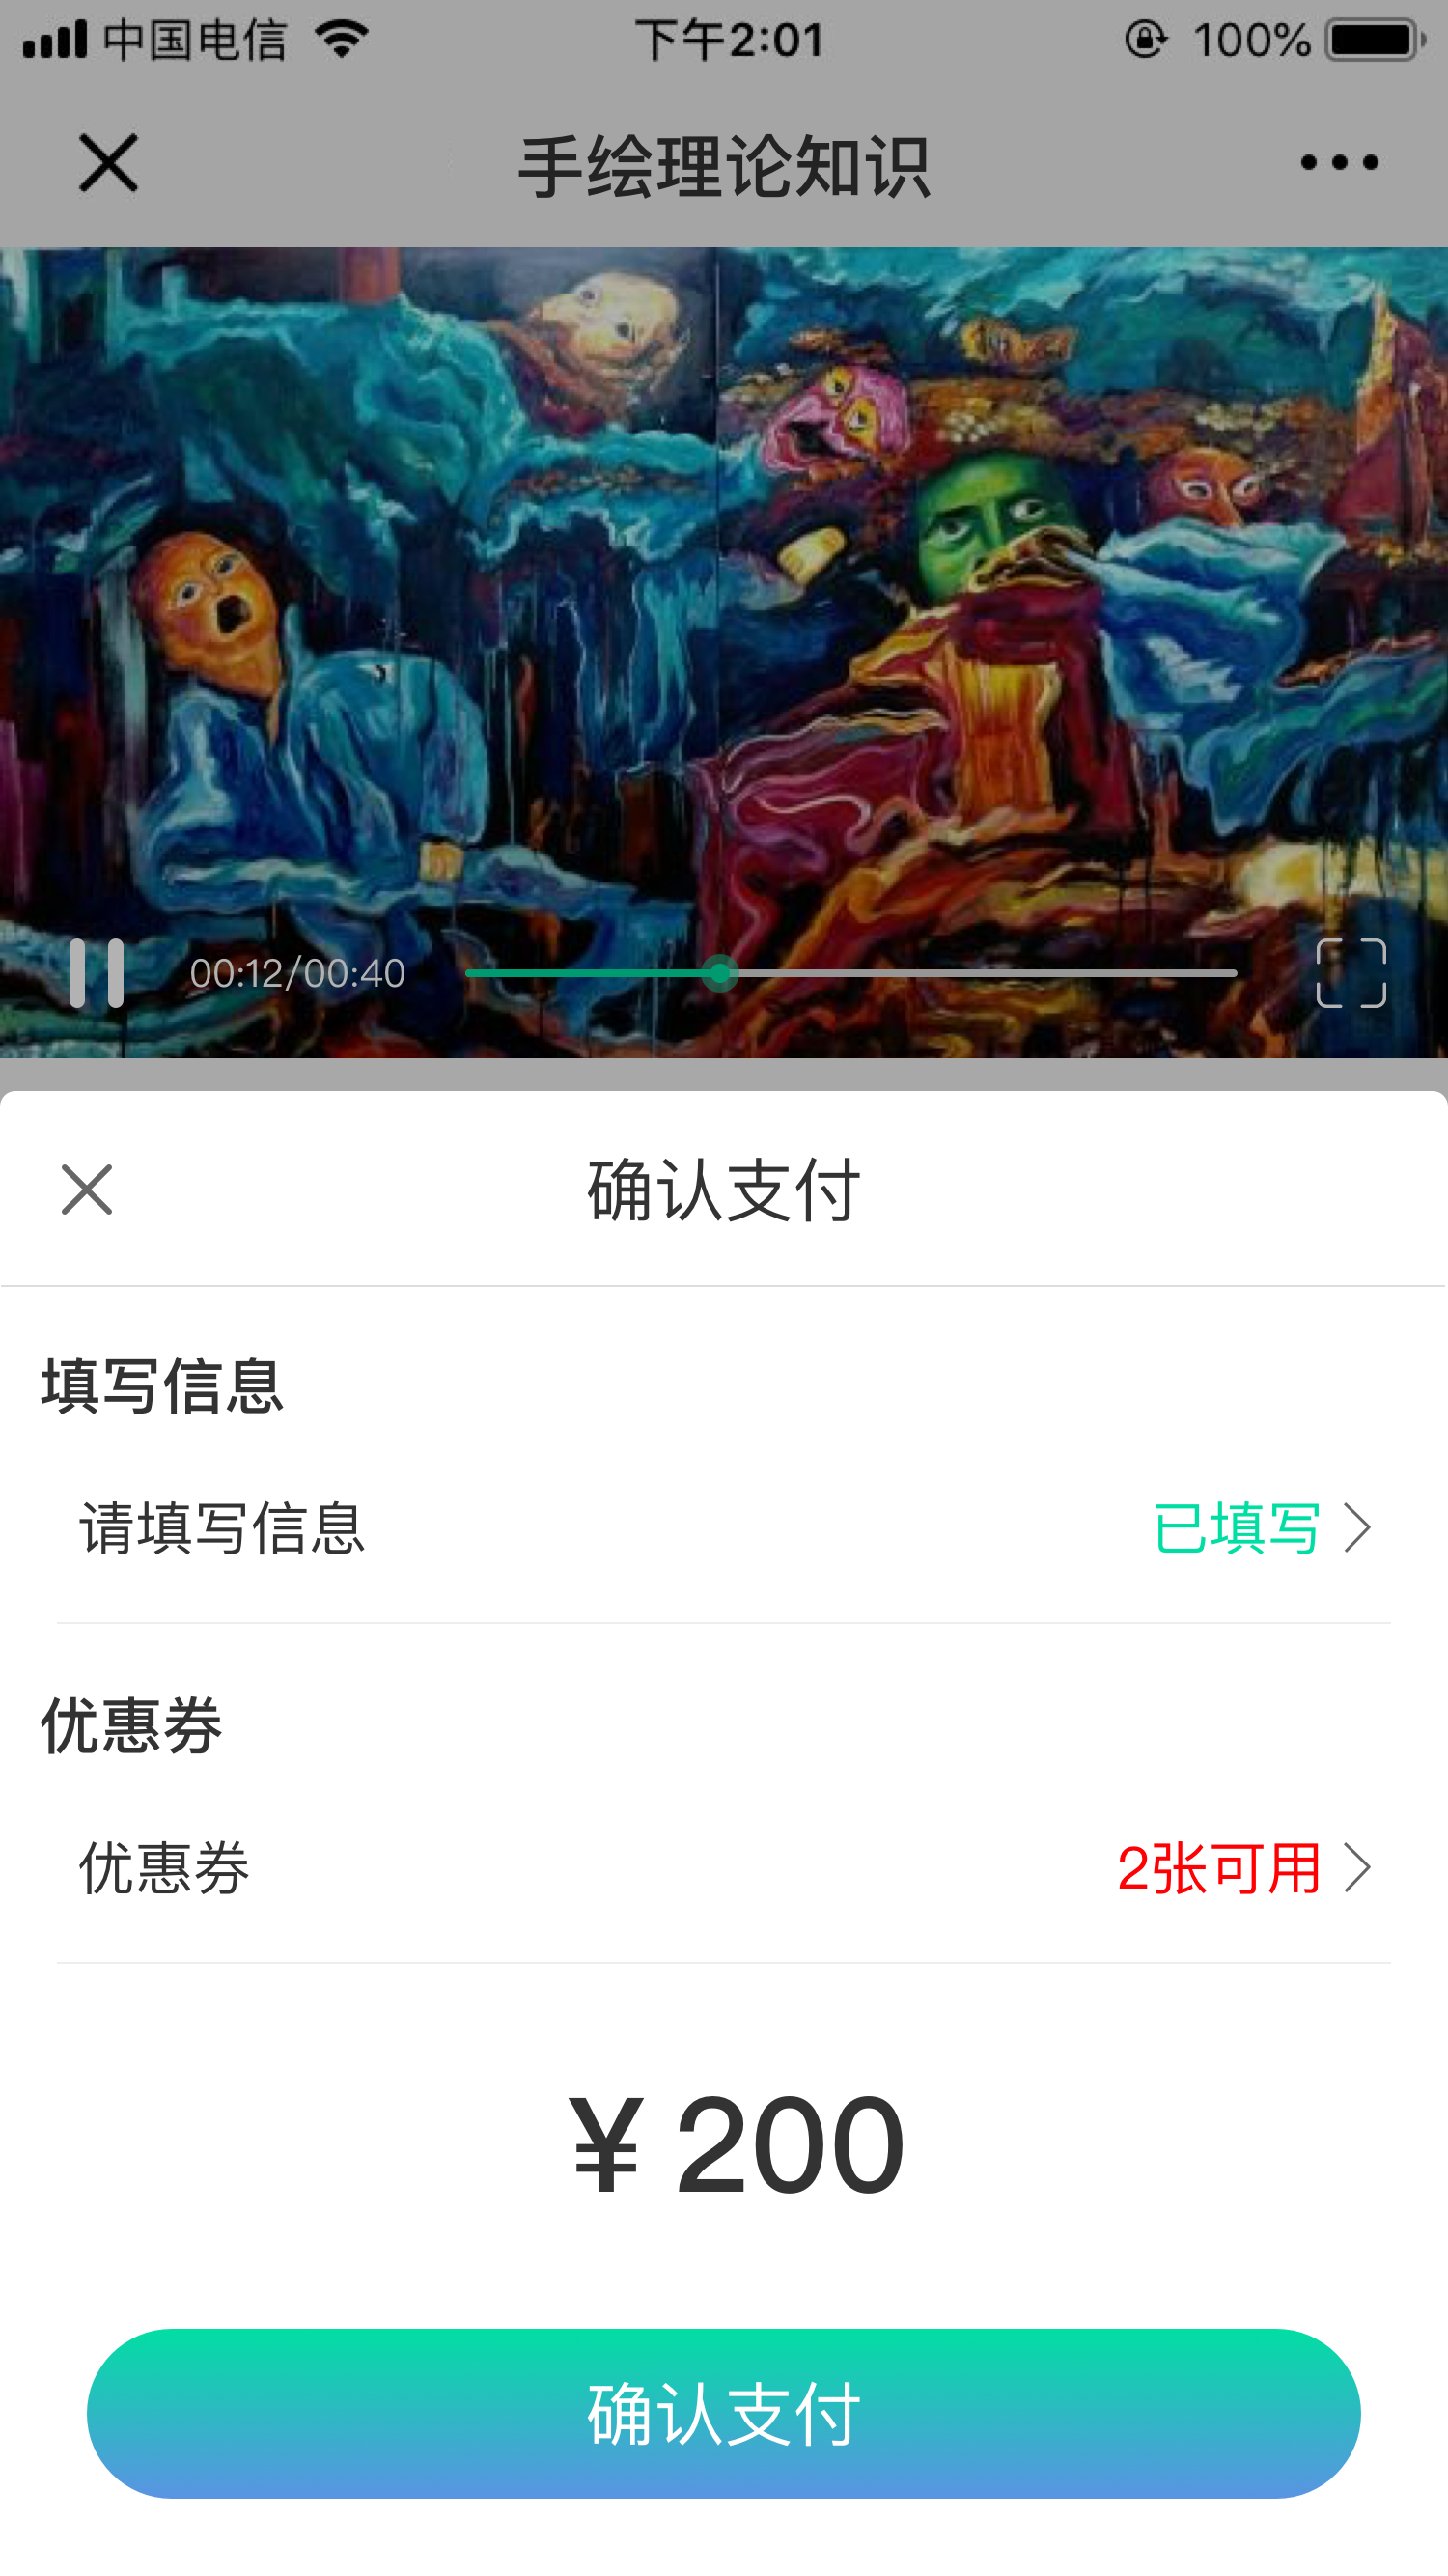 中国电信 下午2:01 100%
手绘理论知识
00:12/00:40
确认支付
填写信息
请填写信息 已填写
优惠券
优惠券 2张可用
¥ 200
确认支付